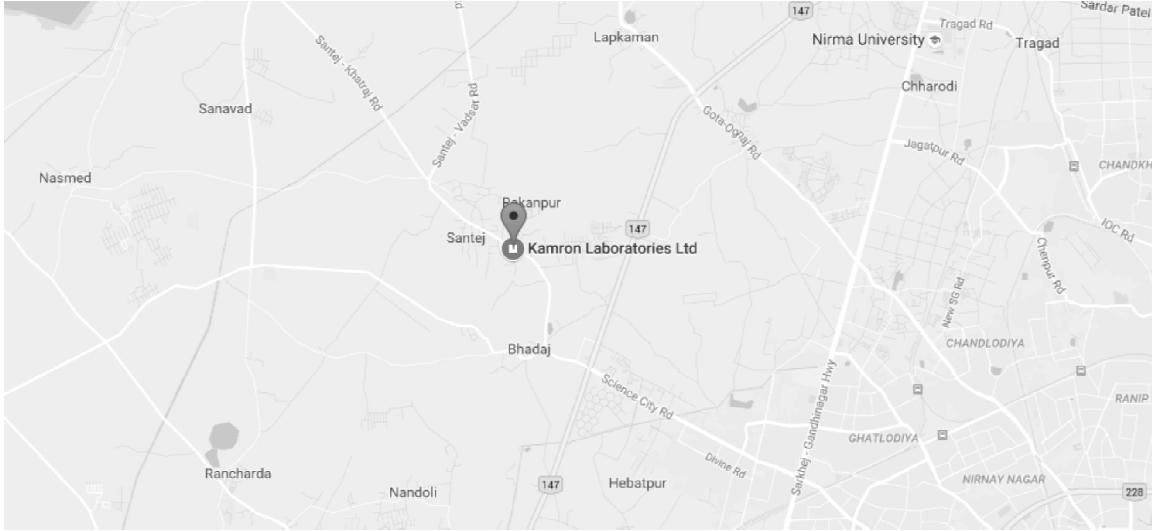 147
Sardar Patel
Tragad Rd
Lapkaman
Nirma University
Tragad
Santej - Khatraj Rd
Chharodi
Sanavad
Santej - Vadsar Rd
Gota-Ognaj Rd
Jagatpur Rd
CHANDKH
Nasmed
Rakanpur
147
IOC Rd
Santej
Kamron Laboratories Ltd
Chenpur Rd
New SG Rd
Bhadaj
CHANDLODIYA
Science City Rd
Sarkhej - Gandhinagar Hwy
RANIP
GHATLODIYA
Divine Rd
Rancharda
Nandoli
147
Hebatpur
NIRNAY NAGAR
228